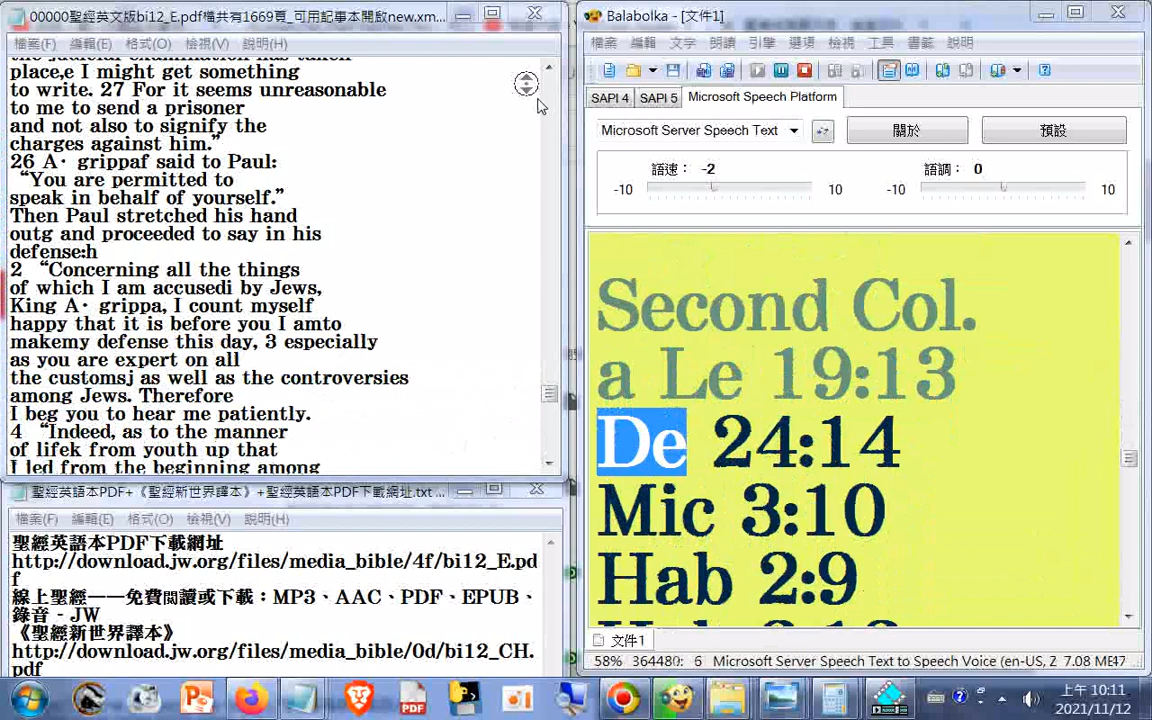 00000聖經英文版bi12_E.pdf檔共有1669頁_可用記事本開啟new.xm...
檔案(F) 編輯(E) 格式(O) 檢視(V) 說明(H)
the judicial examination has taken
place,e I might get something
to write. 27 For it seems unreasonable
to me to send a prisoner
and not also to signify the
charges against him.”
26 A· grippaf said to Paul:
“You are permitted to
speak in behalf of yourself.”
Then Paul stretched his hand
outg and proceeded to say in his
defense:h
2 “Concerning all the things
of which I am accusedi by Jews,
King A· grippa, I count myself
happy that it is before you I amto
makemy defense this day, 3 especially
as you are expert on all
the customsj as well as the controversies
among Jews. Therefore
I beg you to hear me patiently.
4 “Indeed, as to the manner
of lifek from youth up that
I led from the beginning among
聖經英語本PDF+《聖經新世界譯本》+聖經英語本PDF下載網址.txt ...
檔案(F) 編輯(E) 格式(O) 檢視(V) 說明(H)
聖經英語本PDF下載網址
http://download.jw.org/files/media_bible/4f/bi12_E.pd
f
線上聖經——免費閱讀或下載：MP3、AAC、PDF、EPUB、
錄音 - JW
《聖經新世界譯本》
http://download.jw.org/files/media_bible/0d/bi12_CH.
pdf
Balabolka - [文件1]
檔案 編輯 文字 朗讀 引擎 選項 檢視 工具 書籤 說明
SAPI 4 SAPI 5 Microsoft Speech Platform
Microsoft Server Speech Text 關於 預設
語速： -2 語調： 0
-10 10 -10 10
Second Col.
a Le 19:13
De 24:14
Mic 3:10
Hab 2:9
文件1
58% 364480: 6 Microsoft Server Speech Text to Speech Voice (en-US, Z 7.08 MB
上午 10:11
2021/11/12